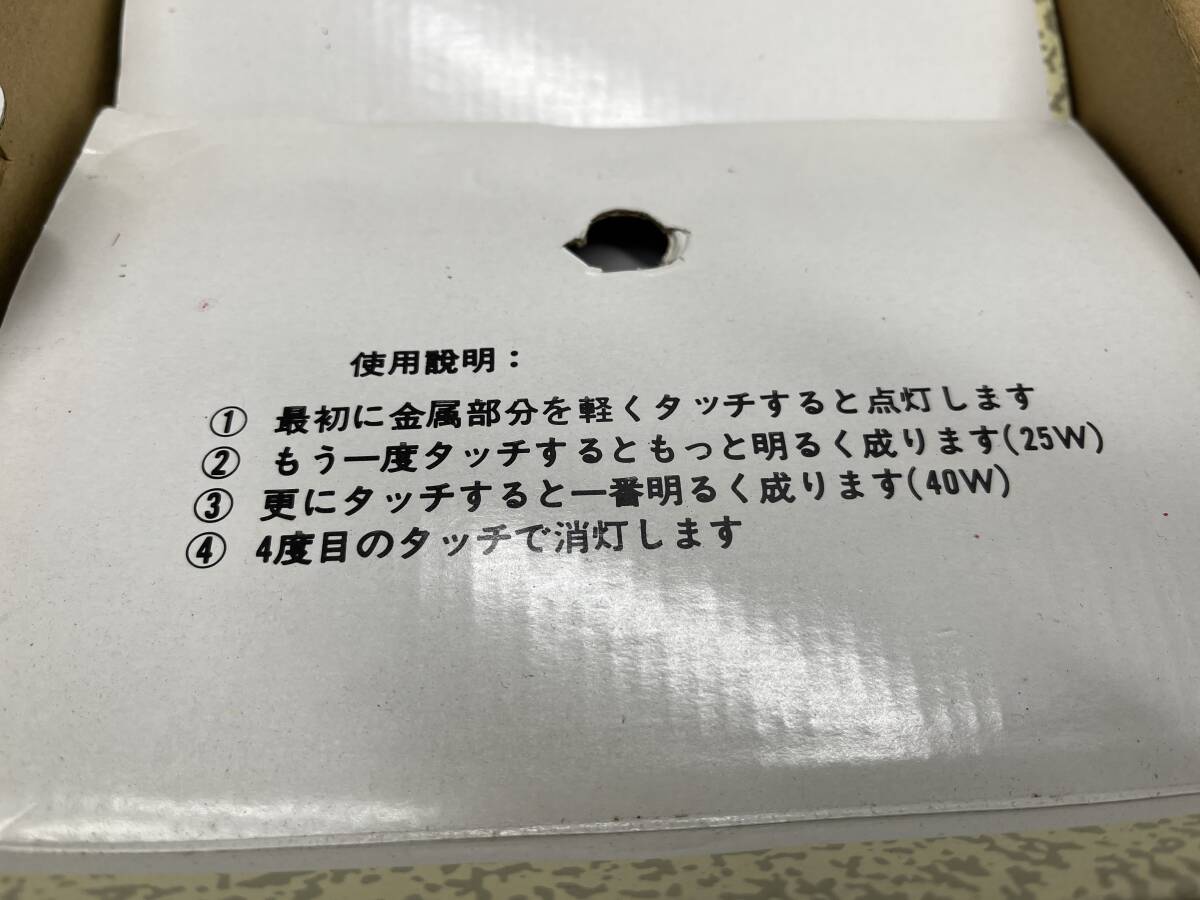 使用説明：
① 最初に金属部分を軽くタッチすると点灯します
② もう一度タッチするともっと明るく成ります(25W)
③ 更にタッチすると一番明るく成ります(40W)
④ 4度目のタッチで消灯します